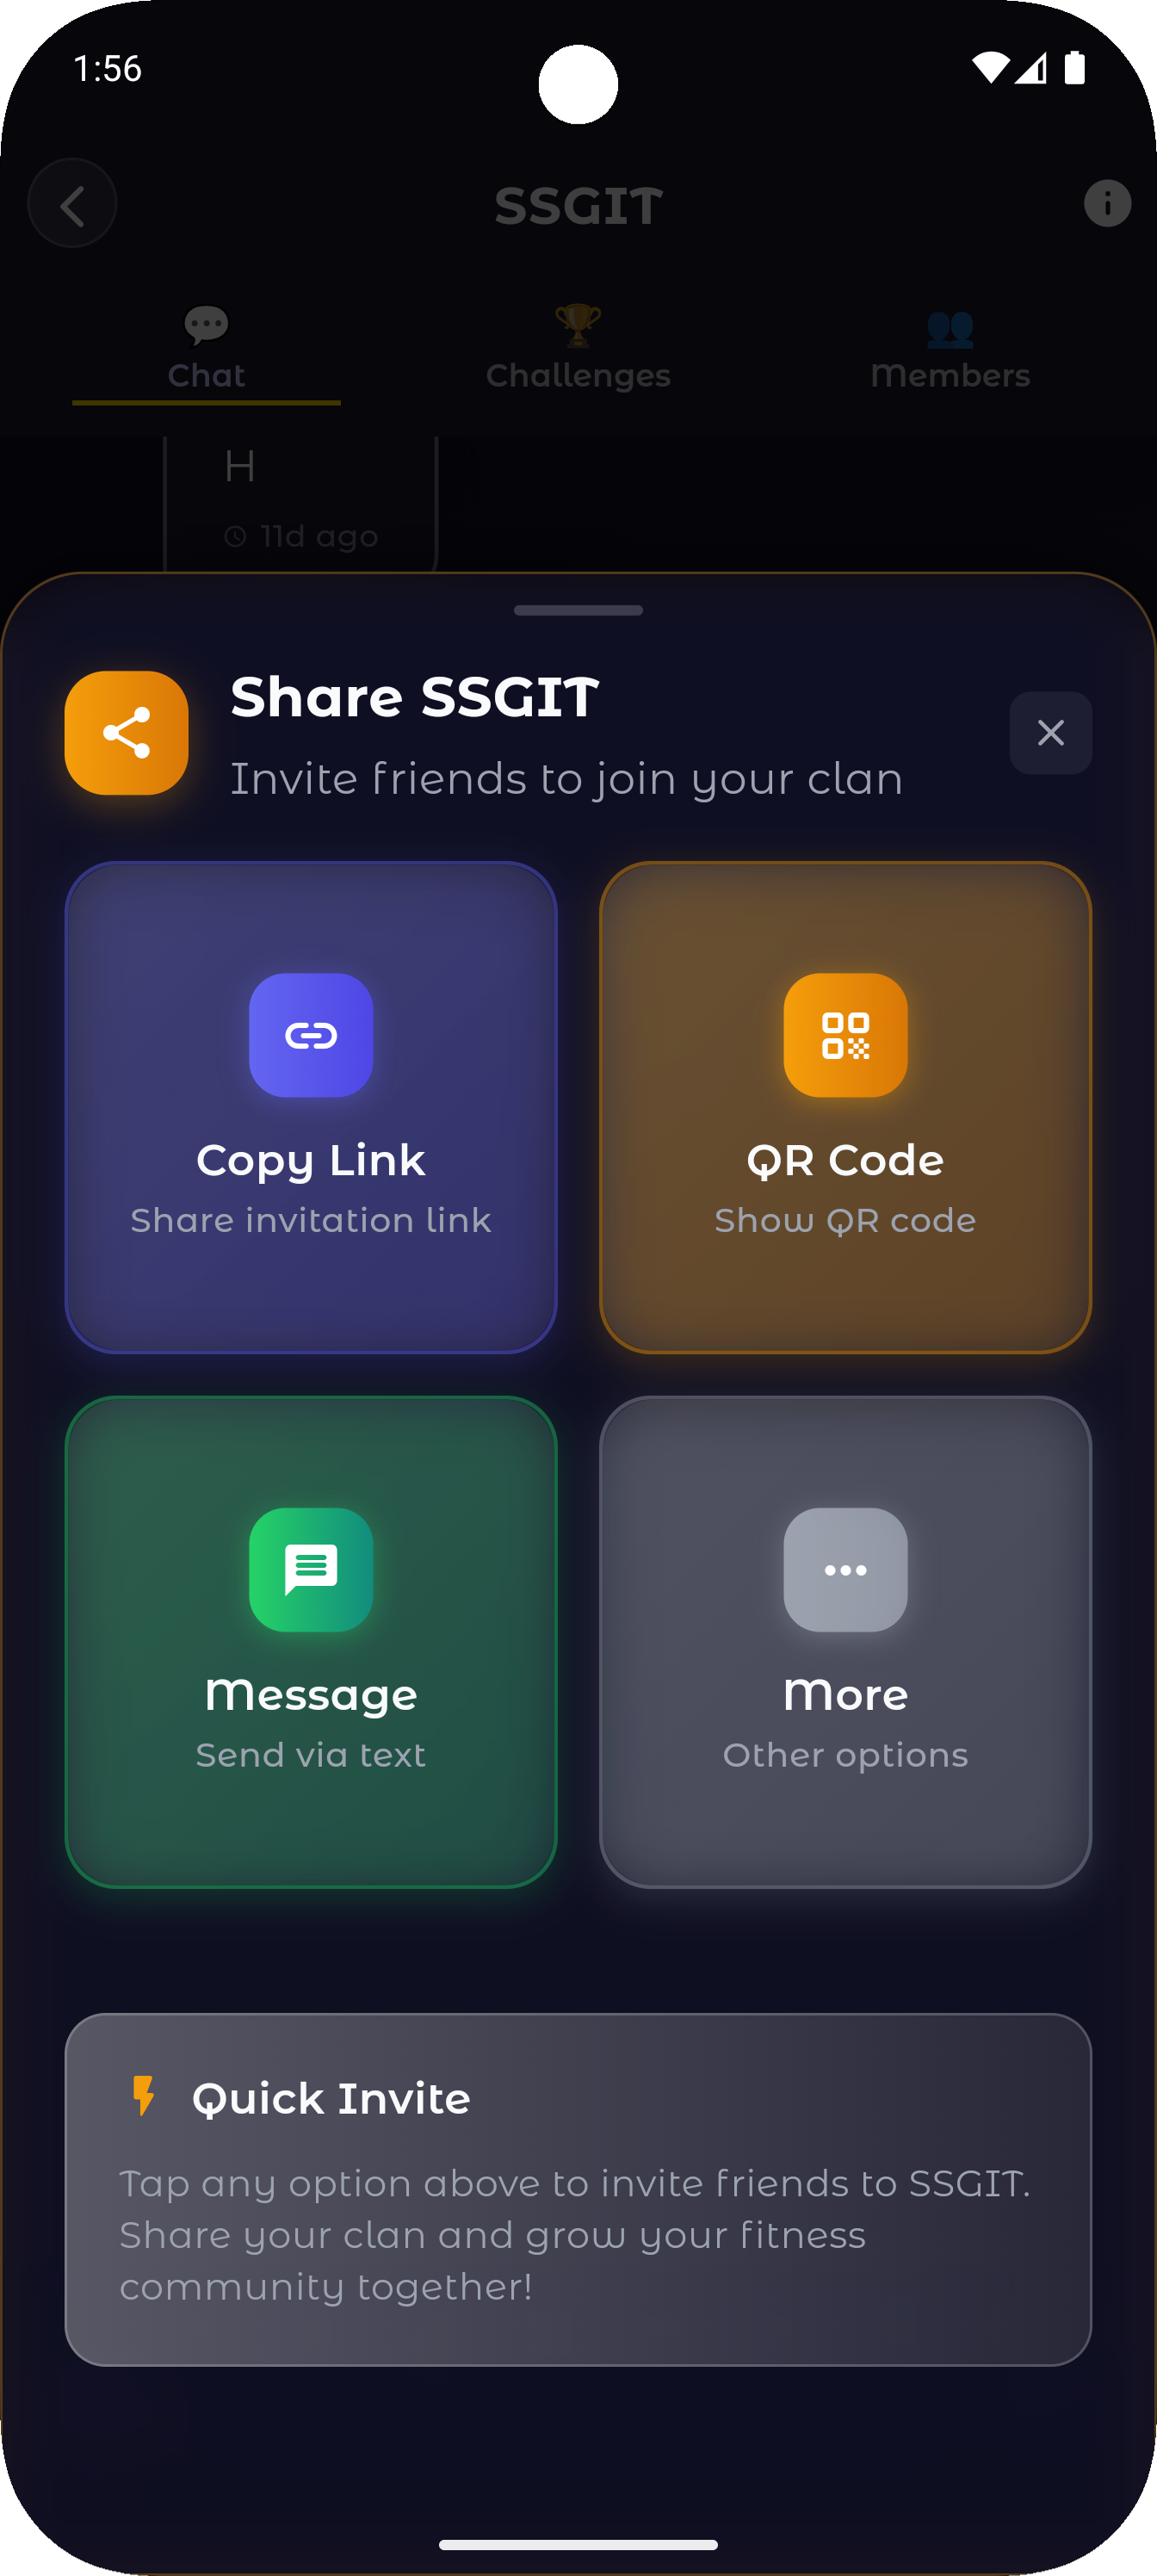 1:56
SSGIT
Chat
Challenges
Members
H
11d ago
Share SSGIT
Invite friends to join your clan
Copy Link
Share invitation link
QR Code
Show QR code
Message
Send via text
More
Other options
Quick Invite
Tap any option above to invite friends to SSGIT.
Share your clan and grow your fitness
community together!